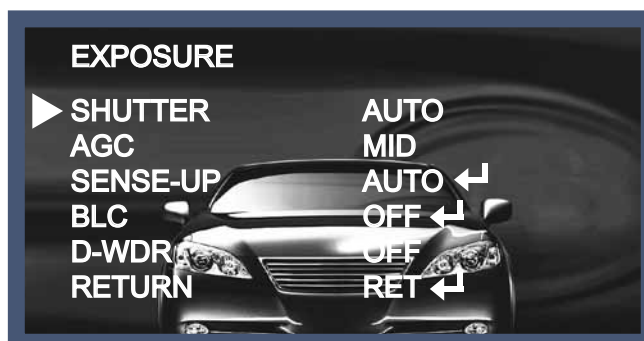 EXPOSURE
SHUTTER AUTO
AGC MID
SENSE-UP AUTO ↵
BLC OFF ↵
D-WDR OFF
RETURN RET ↵